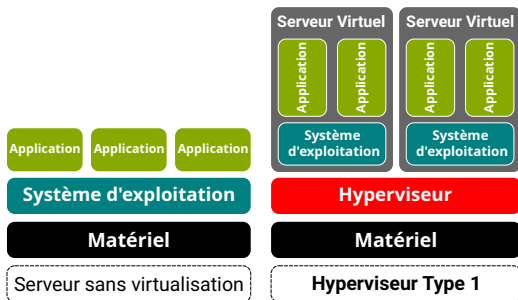 Application
Application
Application
Système d'exploitation
Matériel
Serveur sans virtualisation
Serveur Virtuel
Application
Application
Système
d'exploitation
Serveur Virtuel
Application
Application
Système
d'exploitation
Hyperviseur
Matériel
Hyperviseur Type 1